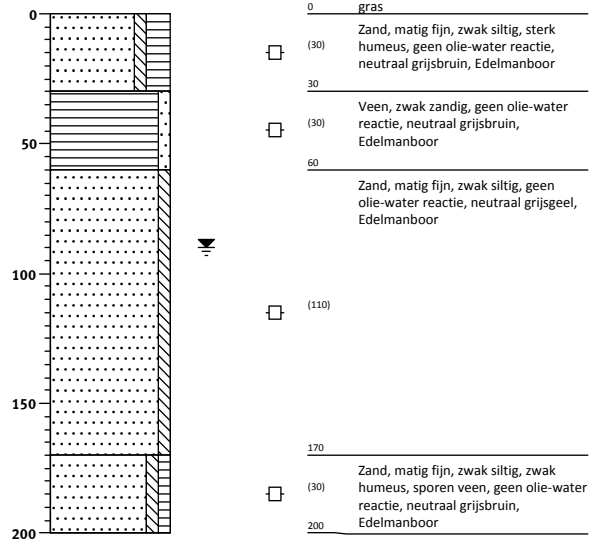 0
0
gras
Zand, matig fijn, zwak siltig, sterk
(30)
humeus, geen olie-water reactie,
neutraal grijsbruin, Edelmanboor
30
Veen, zwak zandig, geen olie-water
(30)
reactie, neutraal grijsbruin,
Edelmanboor
50
60
Zand, matig fijn, zwak siltig, geen
olie-water reactie, neutraal grijsgeel,
Edelmanboor
100
(110)
150
170
Zand, matig fijn, zwak siltig, zwak
(30)
humeus, sporen veen, geen olie-water
reactie, neutraal grijsbruin,
Edelmanboor
200
200